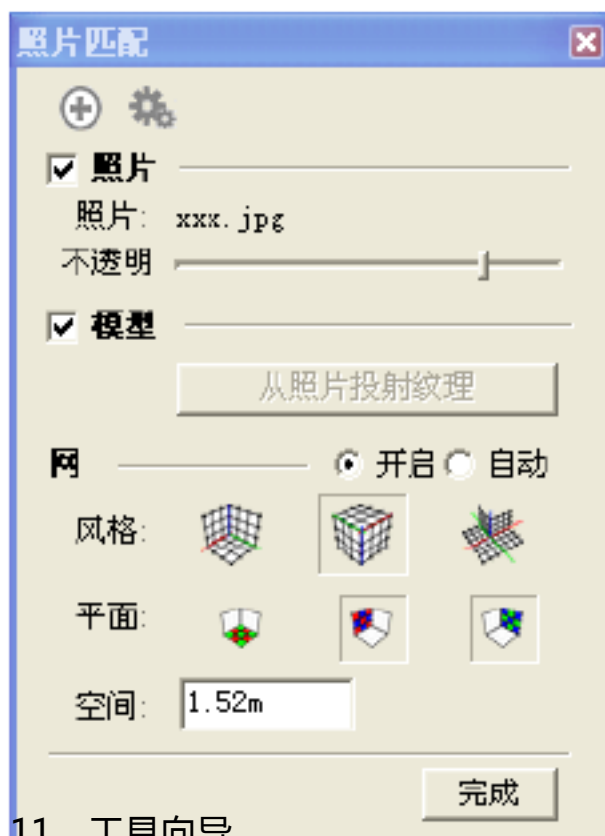 照片匹配
照片
照片: xxx.jpg
不透明
模型
从照片投射纹理
网 开启 自动
风格:
平面:
空间: 1.52m
完成
11 工具向导